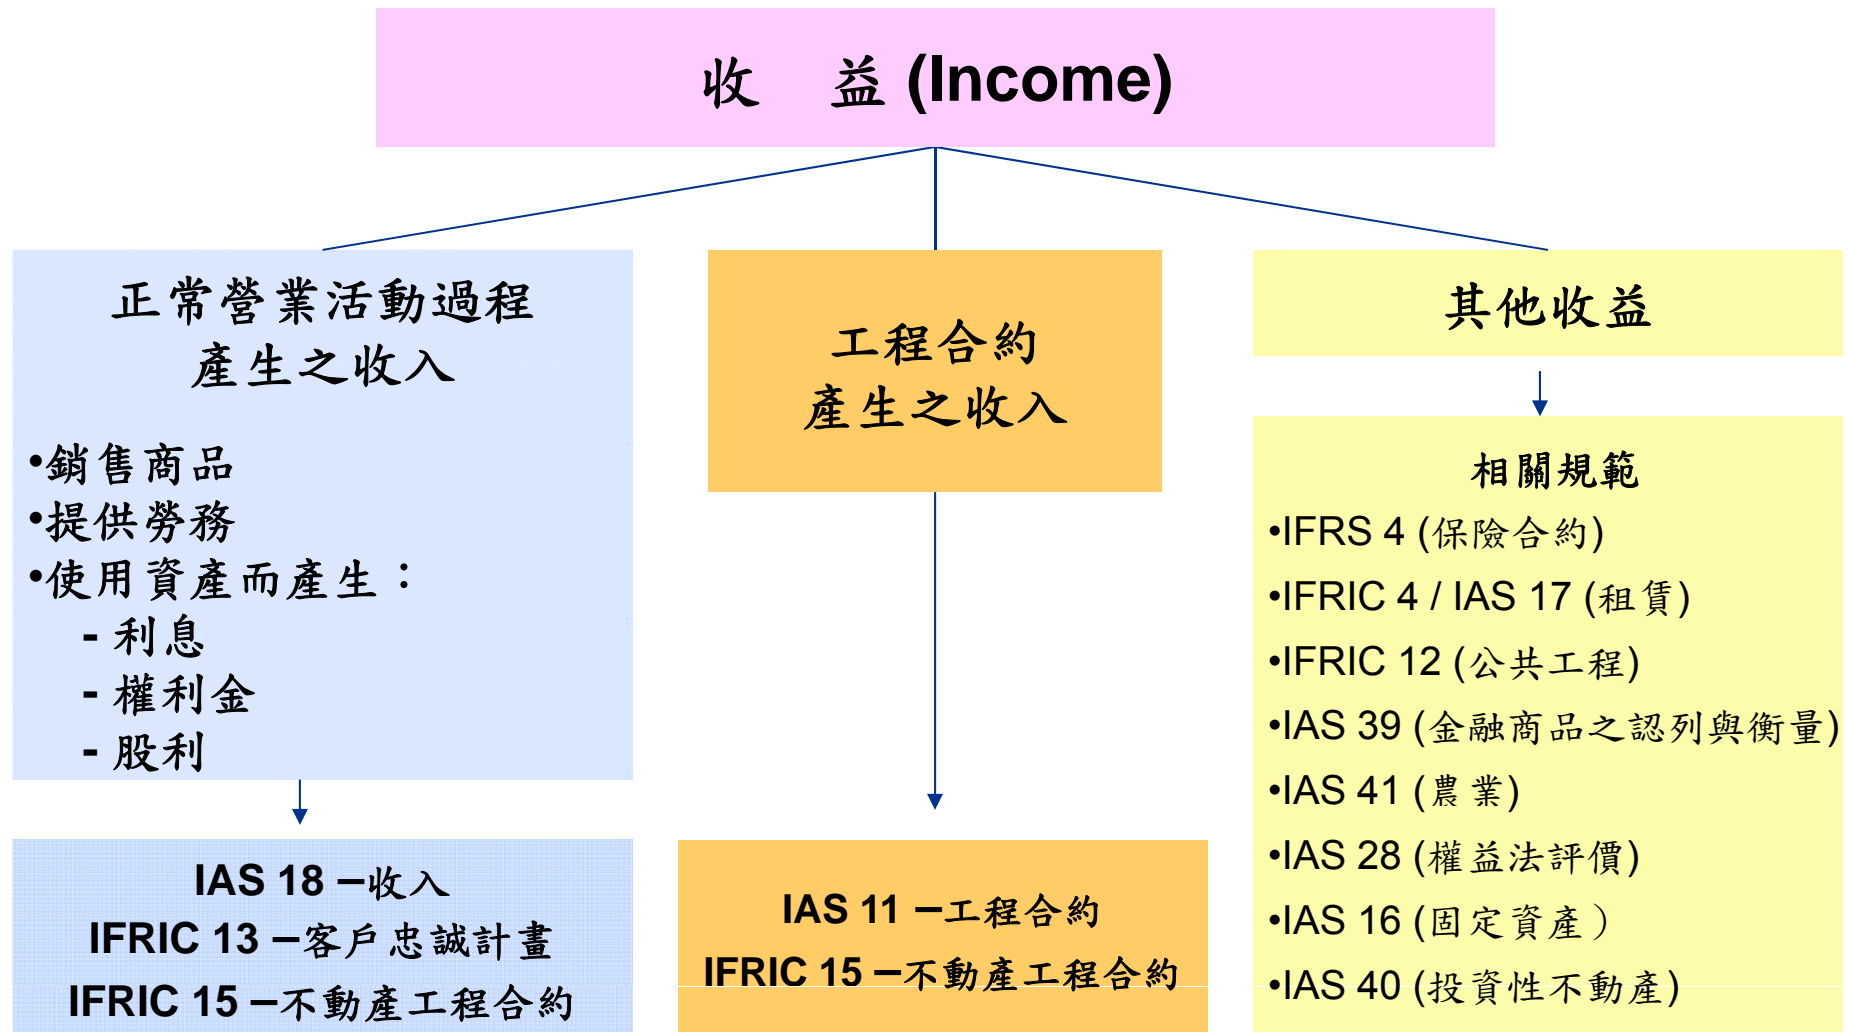 收　益 (Income)
正常營業活動過程
產生之收入
•銷售商品
•提供勞務
•使用資產而產生：
- 利息
- 權利金
- 股利
IAS 18 –收入
IFRIC 13 –客戶忠誠計畫
IFRIC 15 –不動產工程合約
工程合約
產生之收入
IAS 11 –工程合約
IFRIC 15 –不動產工程合約
其他收益
相關規範
•IFRS 4 (保險合約)
•IFRIC 4 / IAS 17 (租賃)
•IFRIC 12 (公共工程)
•IAS 39 (金融商品之認列與衡量)
•IAS 41 (農業)
•IAS 28 (權益法評價)
•IAS 16 (固定資產）
•IAS 40 (投資性不動產)